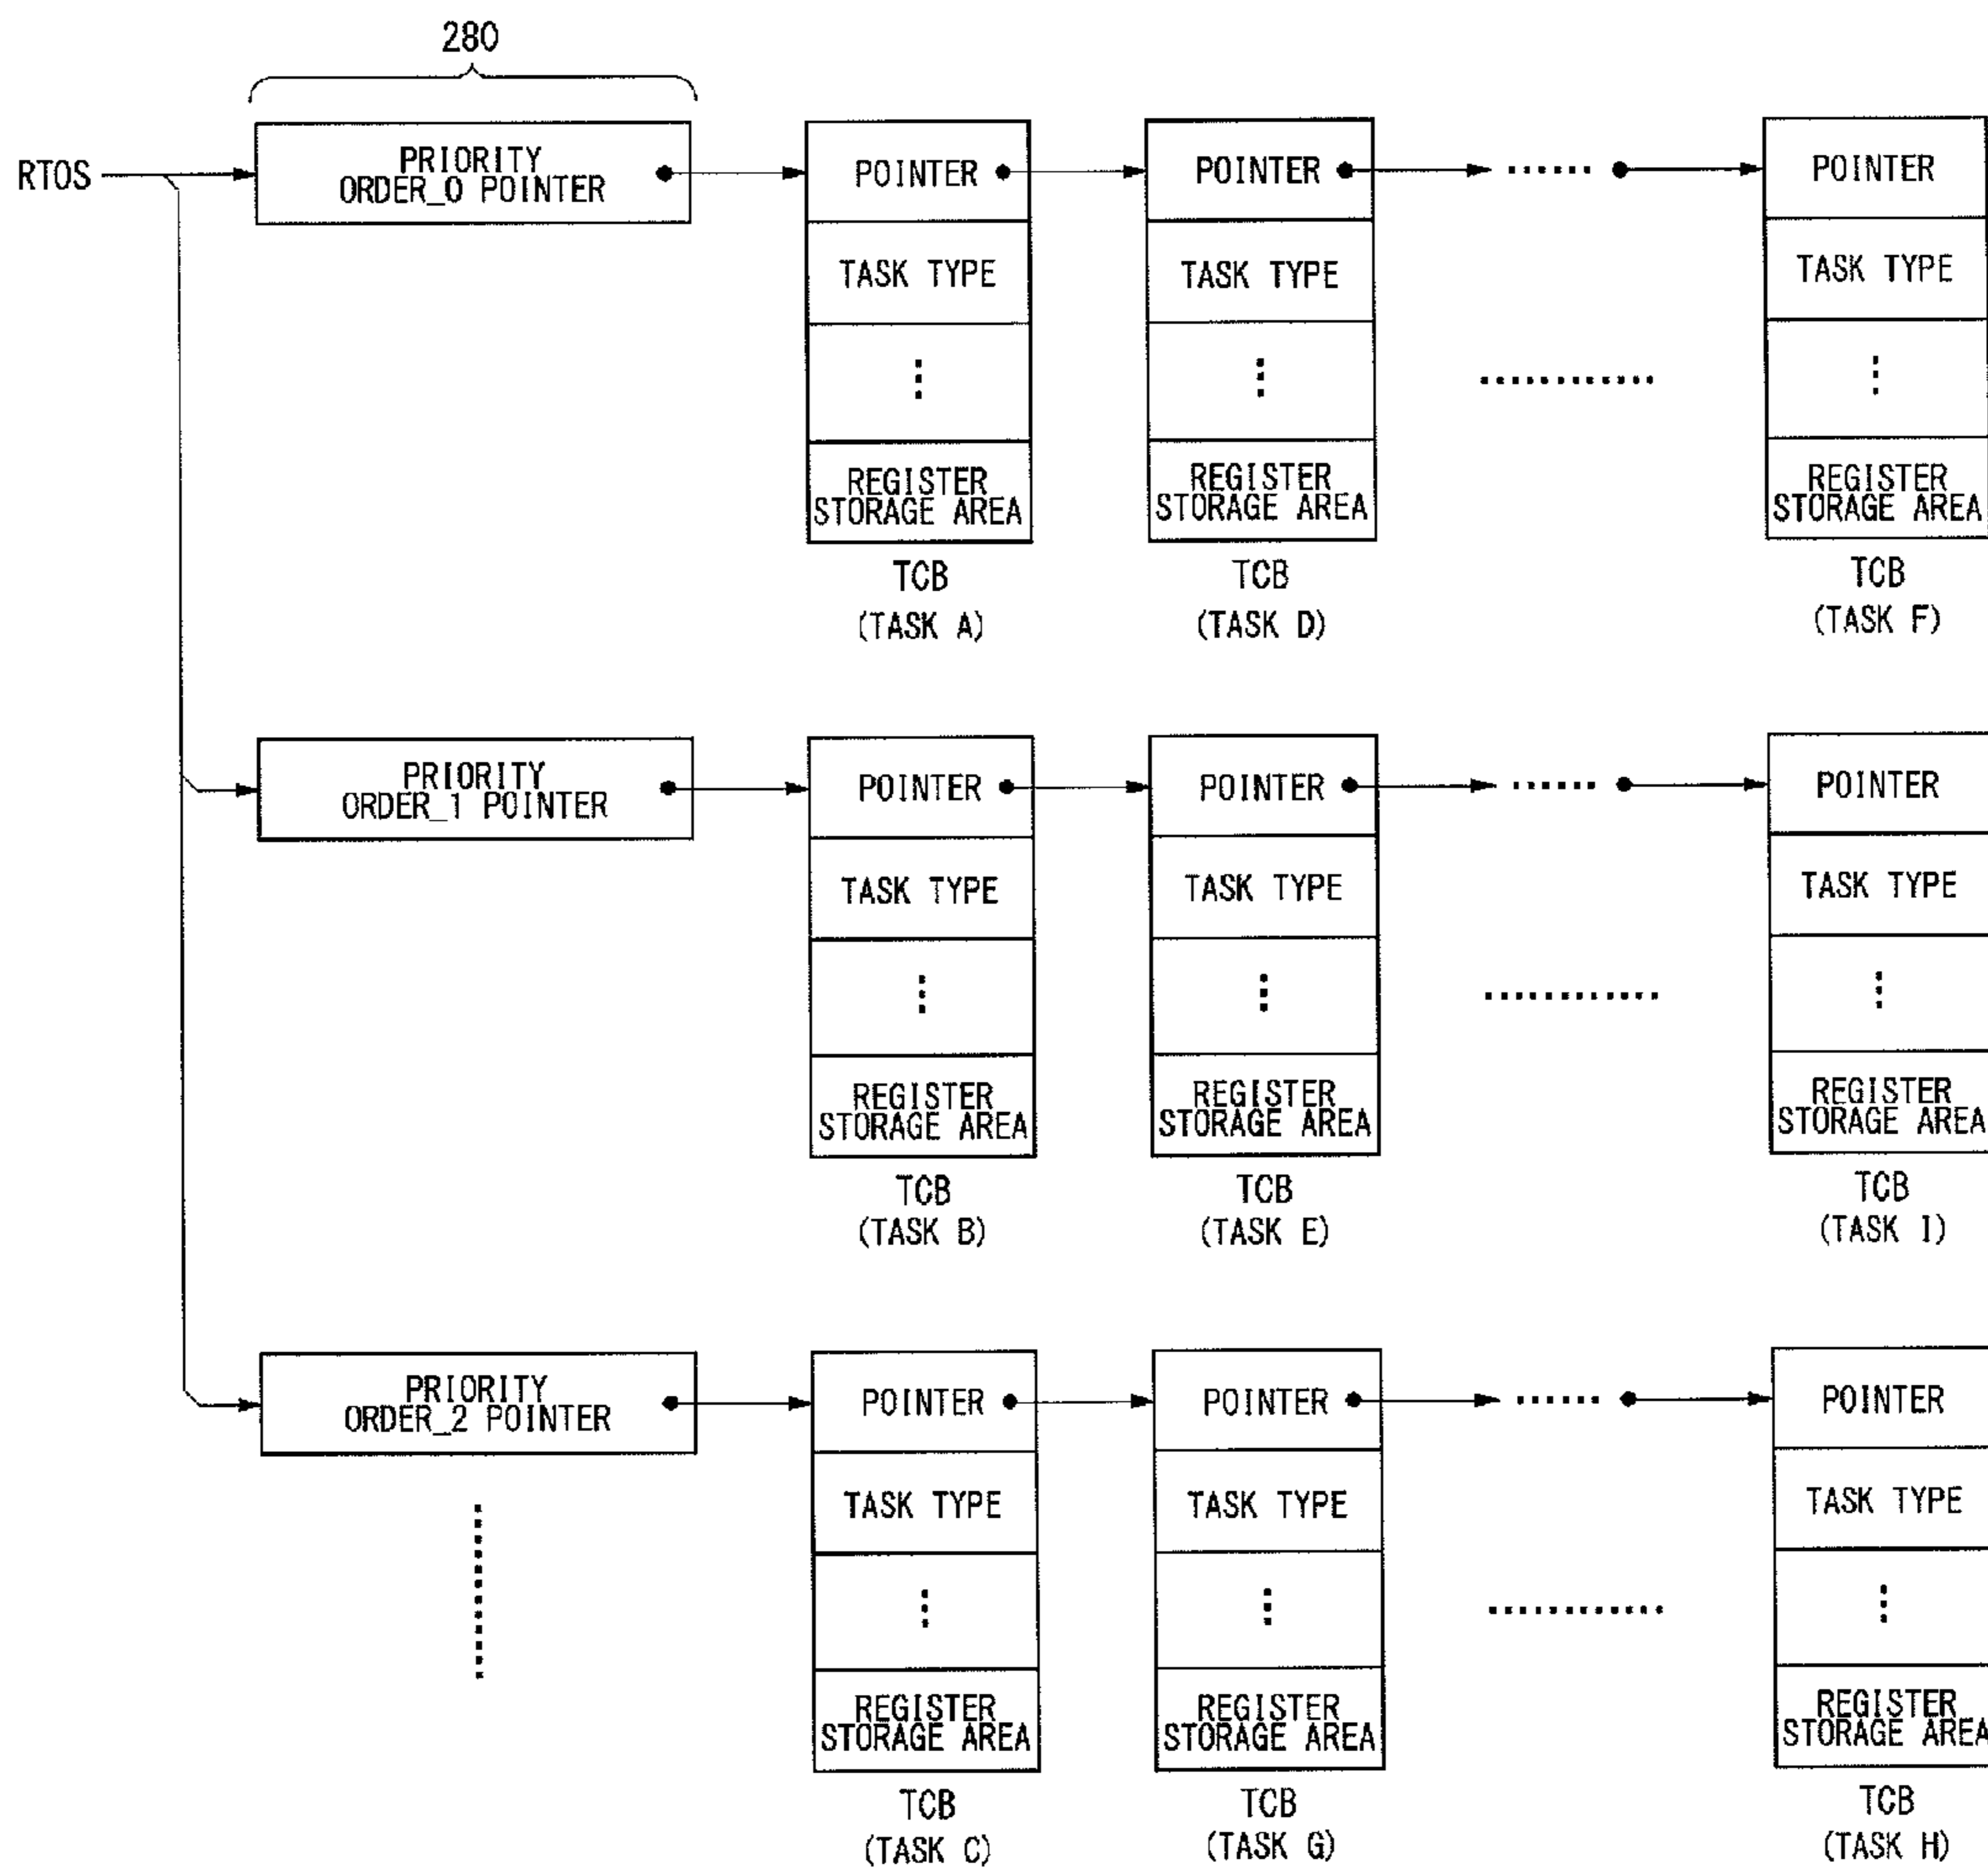 280
RTOS
PRIORITY
ORDER_0 POINTER
POINTER
POINTER
......
POINTER
TASK TYPE
TASK TYPE
TASK TYPE
REGISTER
STORAGE AREA
REGISTER
STORAGE AREA
REGISTER
STORAGE AREA
TCB
(TASK A)
TCB
(TASK D)
TCB
(TASK F)
PRIORITY
ORDER_1 POINTER
POINTER
POINTER
......
POINTER
TASK TYPE
TASK TYPE
TASK TYPE
REGISTER
STORAGE AREA
REGISTER
STORAGE AREA
REGISTER
STORAGE AREA
TCB
(TASK B)
TCB
(TASK E)
TCB
(TASK I)
PRIORITY
ORDER_2 POINTER
POINTER
POINTER
......
POINTER
TASK TYPE
TASK TYPE
TASK TYPE
REGISTER
STORAGE AREA
REGISTER
STORAGE AREA
REGISTER
STORAGE AREA
TCB
(TASK C)
TCB
(TASK G)
TCB
(TASK H)